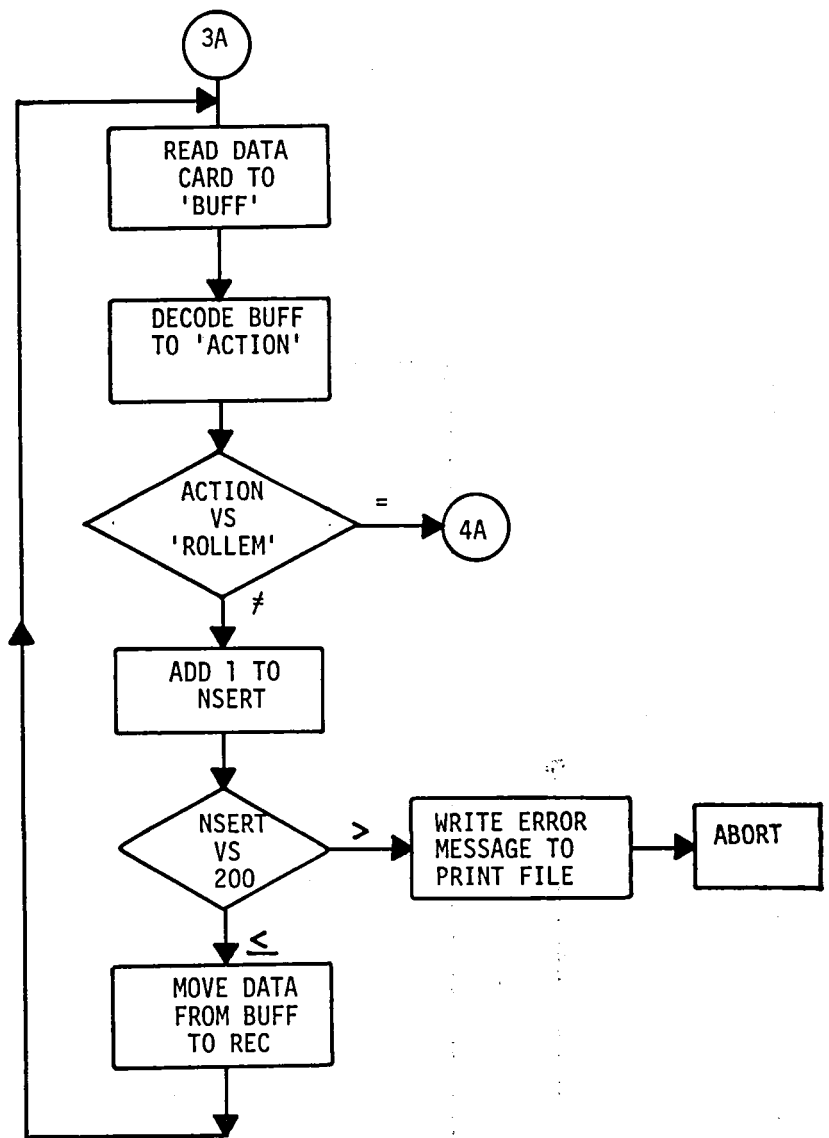 3A
READ DATA
CARD TO
'BUFF'
DECODE BUFF
TO 'ACTION'
ACTION
VS
'ROLLEM'
=
4A
≠
ADD 1 TO
NSERT
NSERT
VS
200
>
WRITE ERROR
MESSAGE TO
PRINT FILE
ABORT
≤
MOVE DATA
FROM BUFF
TO REC